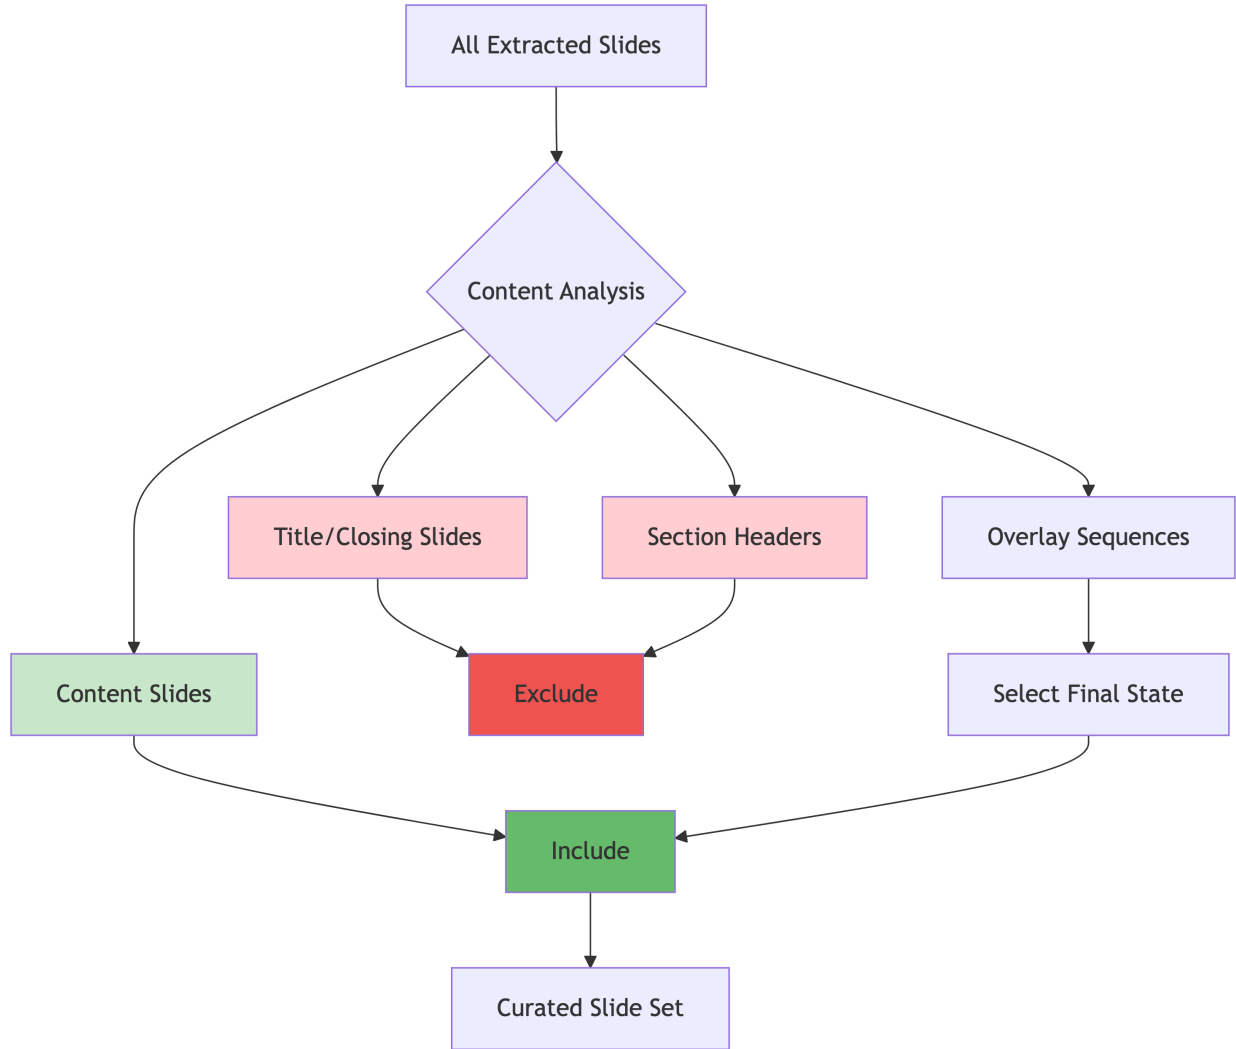 All Extracted Slides
Content Analysis
Title/Closing Slides
Section Headers
Overlay Sequences
Content Slides
Exclude
Select Final State
Include
Curated Slide Set